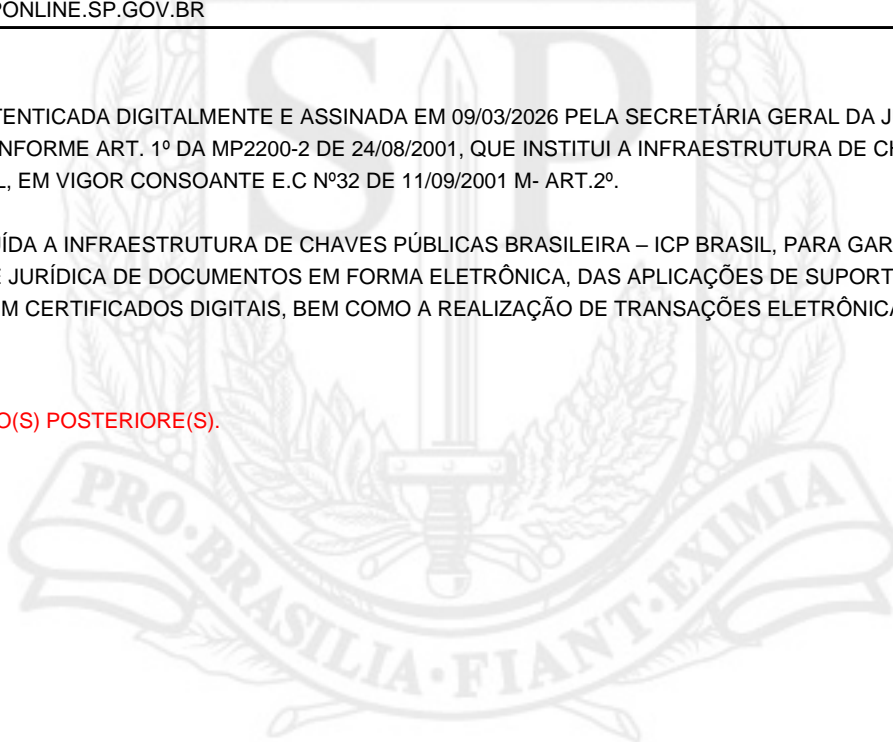 PONLINE.SP.GOV.BR
TENTICADA DIGITALMENTE E ASSINADA EM 09/03/2026 PELA SECRETÁRIA GERAL DA J
NFORME ART. 1º DA MP2200-2 DE 24/08/2001, QUE INSTITUI A INFRAESTRUTURA DE C
L, EM VIGOR CONSOANTE E.C Nº32 DE 11/09/2001 M- ART.2º.
ÍDA A INFRAESTRUTURA DE CHAVES PÚBLICAS BRASILEIRA – ICP BRASIL, PARA GAR
E JURÍDICA DE DOCUMENTOS EM FORMA ELETRÔNICA, DAS APLICAÇÕES DE SUPORT
M CERTIFICADOS DIGITAIS, BEM COMO A REALIZAÇÃO DE TRANSAÇÕES ELETRÔNICA
O(S) POSTERIORE(S).
SP
PRO·BRASILIA·FIANT·EXIMIA